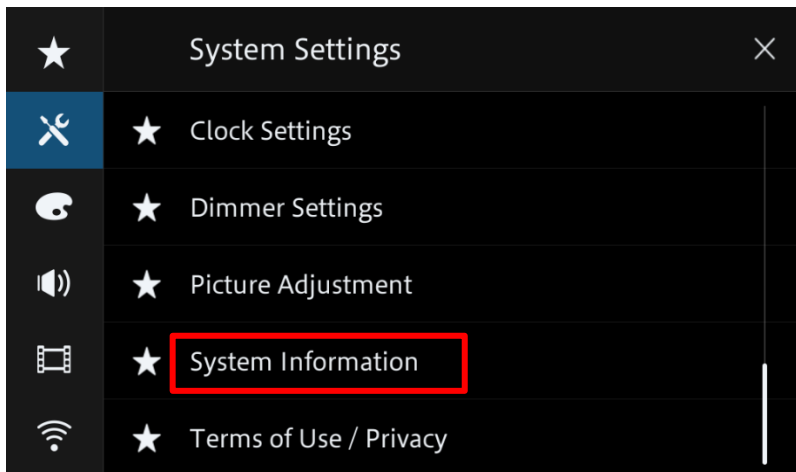 System Settings
Clock Settings
Dimmer Settings
Picture Adjustment
System Information
Terms of Use / Privacy